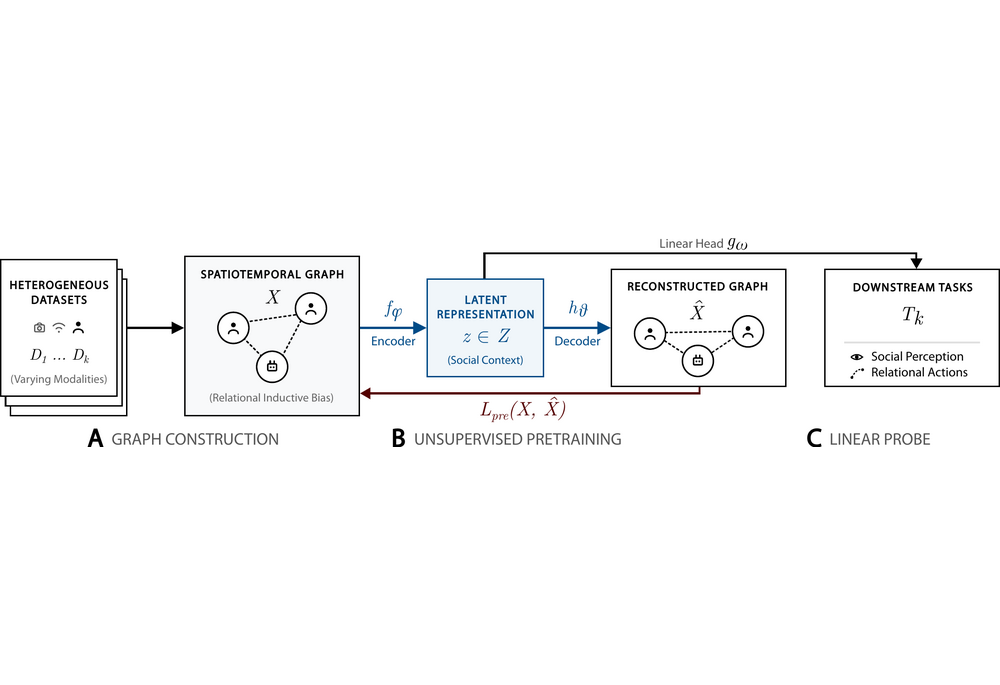 Linear Head gω
HETEROGENEOUS
DATASETS
D₁ ... Dₖ
(Varying Modalities)
SPATIOTEMPORAL GRAPH
X
(Relational Inductive Bias)
fφ
Encoder
LATENT
REPRESENTATION
z ∈ Z
(Social Context)
hϑ
Decoder
RECONSTRUCTED GRAPH
X̂
L_pre(X, X̂)
DOWNSTREAM TASKS
Tₖ
Social Perception
Relational Actions
A GRAPH CONSTRUCTION
B UNSUPERVISED PRETRAINING
C LINEAR PROBE